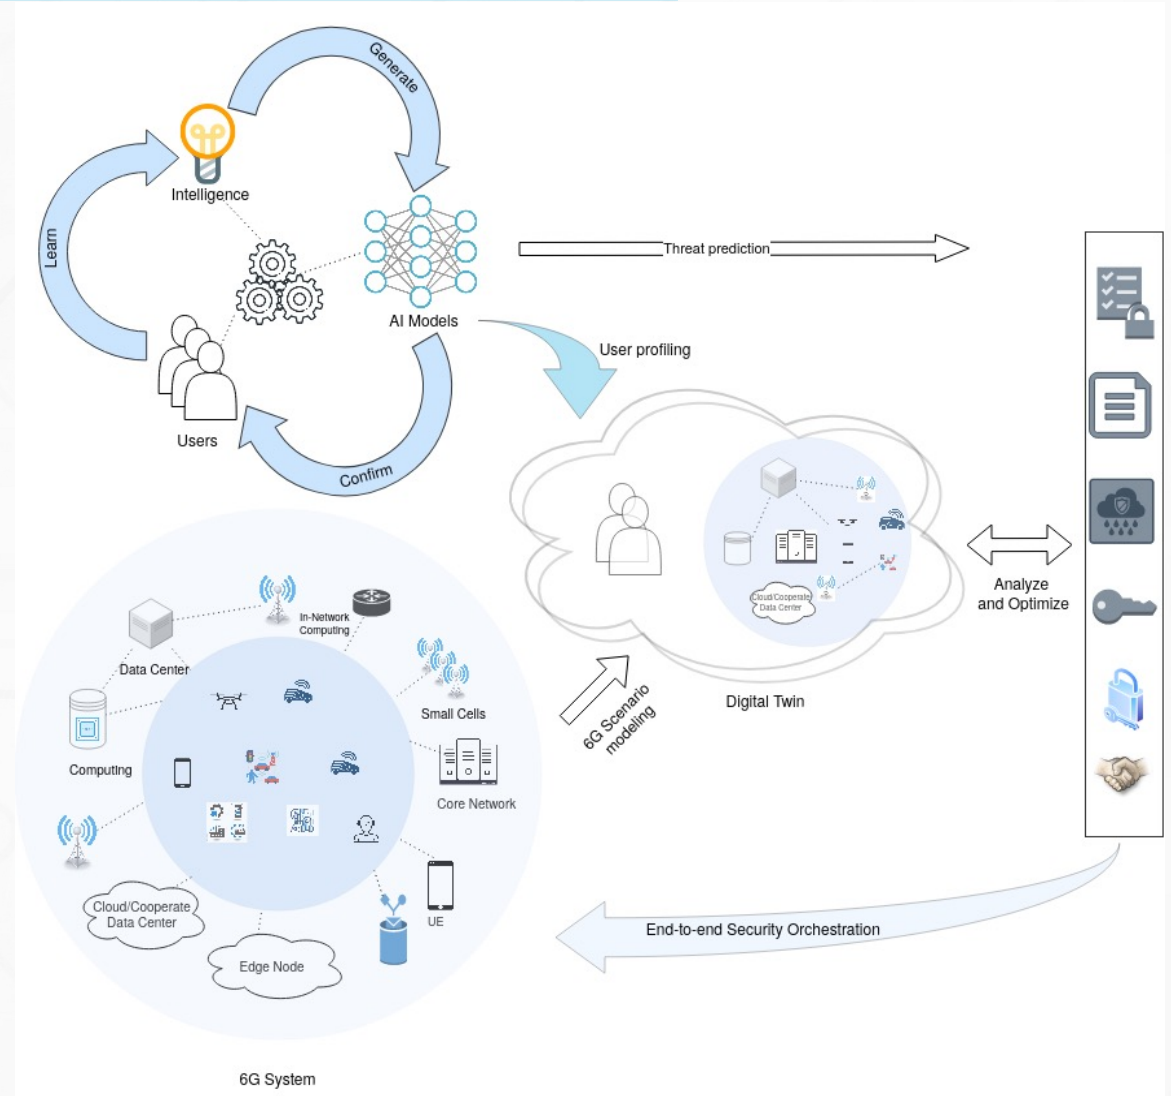 Generate
Intelligence
Learn
AI Models
Users
Confirm
Threat prediction
User profiling
Cloud/Cooperate
Data Center
Digital Twin
Analyze
and Optimize
6G Scenario
modeling
In-Network
Computing
Data Center
Small Cells
Computing
Core Network
Cloud/Cooperate
Data Center
UE
Edge Node
End-to-end Security Orchestration
6G System